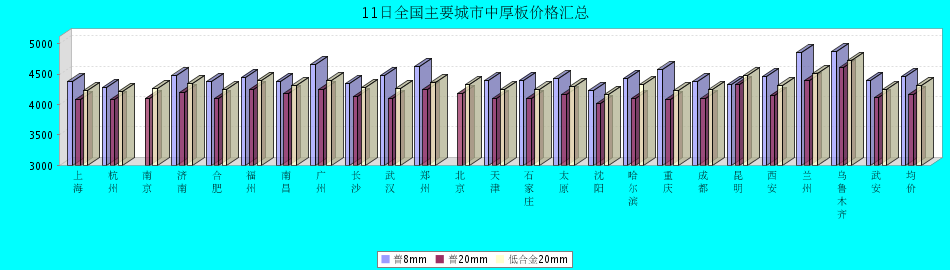 11日全国主要城市中厚板价格汇总
5000
4500
4000
3500
3000
上海 杭州 南京 济南 合肥 福州 南昌 广州 长沙 武汉 郑州 北京 天津 石家庄 太原 沈阳 哈尔滨 重庆 成都 昆明 西安 兰州 乌鲁木齐 武安 均价
普8mm 普20mm 低合金20mm